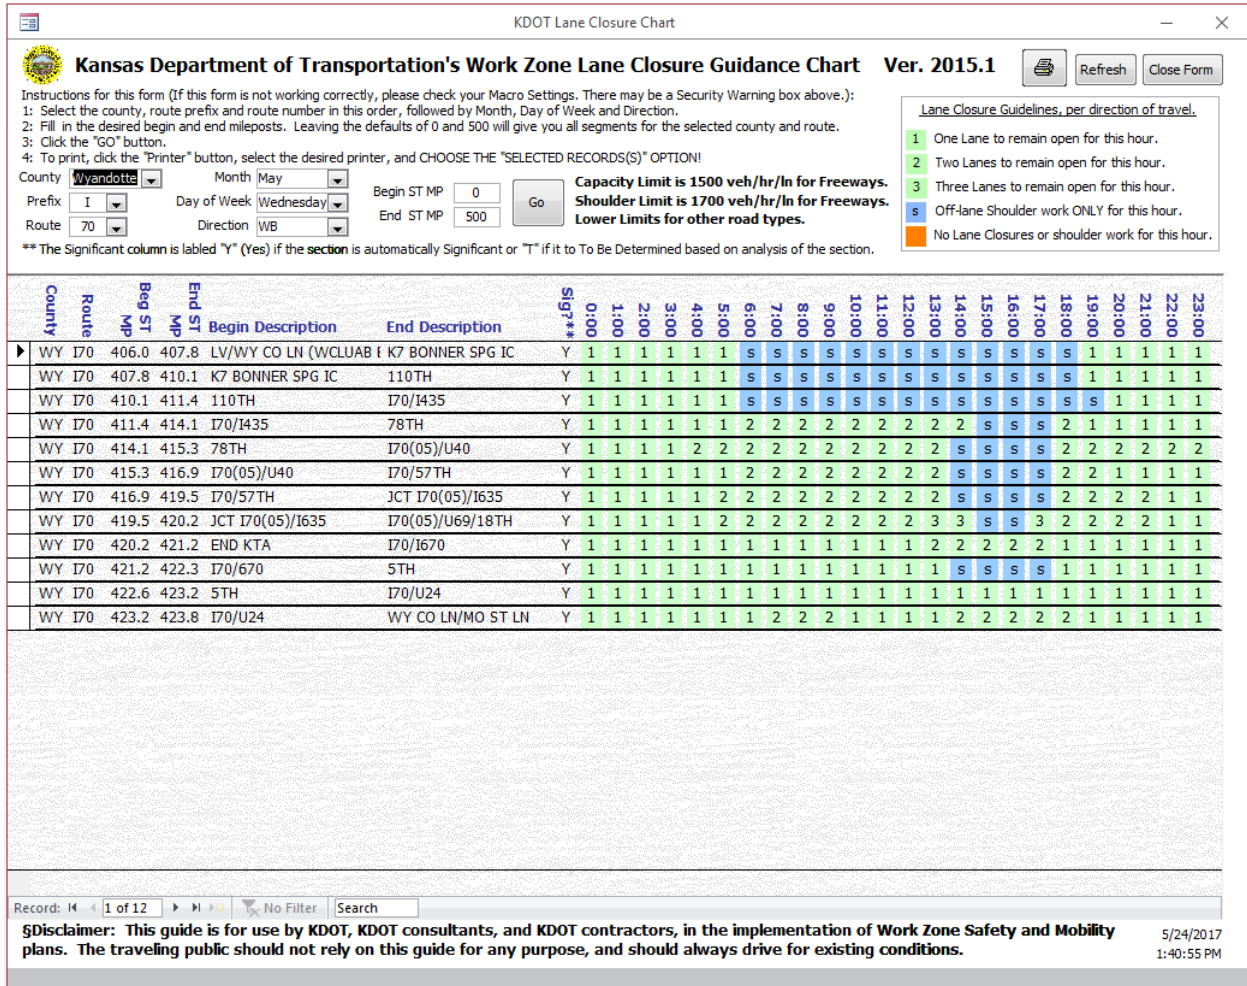 KDOT Lane Closure Chart
Kansas Department of Transportation's Work Zone Lane Closure Guidance Chart Ver. 2015.1
Refresh
Close Form
Instructions for this form (If this form is not working correctly, please check your Macro Settings. There may be a Security Warning box above.):
1: Select the county, route prefix and route number in this order, followed by Month, Day of Week and Direction.
2: Fill in the desired begin and end mileposts. Leaving the defaults of 0 and 500 will give you all segments for the selected county and route.
3: Click the "GO" button.
4: To print, click the "Printer" button, select the desired printer, and CHOOSE THE "SELECTED RECORDS(S)" OPTION!
Lane Closure Guidelines, per direction of travel.
1 One Lane to remain open for this hour.
2 Two Lanes to remain open for this hour.
3 Three Lanes to remain open for this hour.
s Off-lane Shoulder work ONLY for this hour.
No Lane Closures or shoulder work for this hour.
County Wyandotte Month May
Prefix I Day of Week Wednesday
Route 70 Direction WB
Begin ST MP 0
End ST MP 500
Go
Capacity Limit is 1500 veh/hr/ln for Freeways.
Shoulder Limit is 1700 veh/hr/ln for Freeways.
Lower Limits for other road types.
** The Significant column is labled "Y" (Yes) if the section is automatically Significant or "T" if it to To Be Determined based on analysis of the section.
County Route Beg ST MP End ST MP Begin Description End Description Sig?** 0:00 1:00 2:00 3:00 4:00 5:00 6:00 7:00 8:00 9:00 10:00 11:00 12:00 13:00 14:00 15:00 16:00 17:00 18:00 19:00 20:00 21:00 22:00 23:00
WY I70 406.0 407.8 LV/WY CO LN (WCLUAB E K7 BONNER SPG IC Y 1 1 1 1 1 1 s s s s s s s s s s s s s 1 1 1 1 1
WY I70 407.8 410.1 K7 BONNER SPG IC 110TH Y 1 1 1 1 1 1 s s s s s s s s s s s s s 1 1 1 1 1
WY I70 410.1 411.4 110TH I70/I435 Y 1 1 1 1 1 1 s s s s s s s s s s s s s s 1 1 1 1
WY I70 411.4 414.1 I70/I435 78TH Y 1 1 1 1 1 1 2 2 2 2 2 2 2 2 2 s s s 2 1 1 1 1 1
WY I70 414.1 415.3 78TH I70(05)/U40 Y 1 1 1 1 2 2 2 2 2 2 2 2 2 2 s s s s 2 2 2 2 2 2
WY I70 415.3 416.9 I70(05)/U40 I70/57TH Y 1 1 1 1 1 1 2 2 2 2 2 2 2 2 s s s s 2 2 1 1 1 1
WY I70 416.9 419.5 I70/57TH JCT I70(05)/I635 Y 1 1 1 1 1 2 2 2 2 2 2 2 2 2 s s s s 2 2 2 1 1 1
WY I70 419.5 420.2 JCT I70(05)/I635 I70(05)/U69/18TH Y 1 1 1 1 1 2 2 2 2 2 2 2 2 3 3 s s 3 2 2 2 2 1 1
WY I70 420.2 421.2 END KTA I70/I670 Y 1 1 1 1 1 1 1 1 1 1 1 1 1 2 2 2 2 2 1 1 1 1 1 1
WY I70 421.2 422.3 I70/670 5TH Y 1 1 1 1 1 1 1 1 1 1 1 1 1 1 s s s s 1 1 1 1 1 1
WY I70 422.6 423.2 5TH I70/U24 Y 1 1 1 1 1 1 1 1 1 1 1 1 1 1 1 1 1 1 1 1 1 1 1 1
WY I70 423.2 423.8 I70/U24 WY CO LN/MO ST LN Y 1 1 1 1 1 1 1 2 2 2 1 1 1 1 2 2 2 2 2 1 1 1 1 1
Record: 1 of 12 No Filter Search
§Disclaimer: This guide is for use by KDOT, KDOT consultants, and KDOT contractors, in the implementation of Work Zone Safety and Mobility
plans. The traveling public should not rely on this guide for any purpose, and should always drive for existing conditions.
5/24/2017
1:40:55 PM